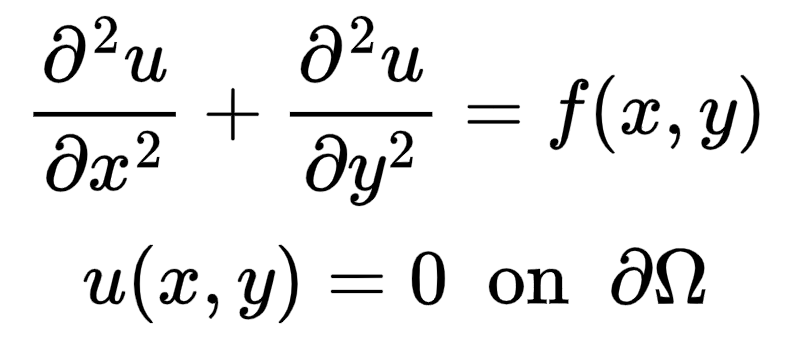 ∂²u/∂x² + ∂²u/∂y² = f(x, y)
u(x, y) = 0 on ∂Ω